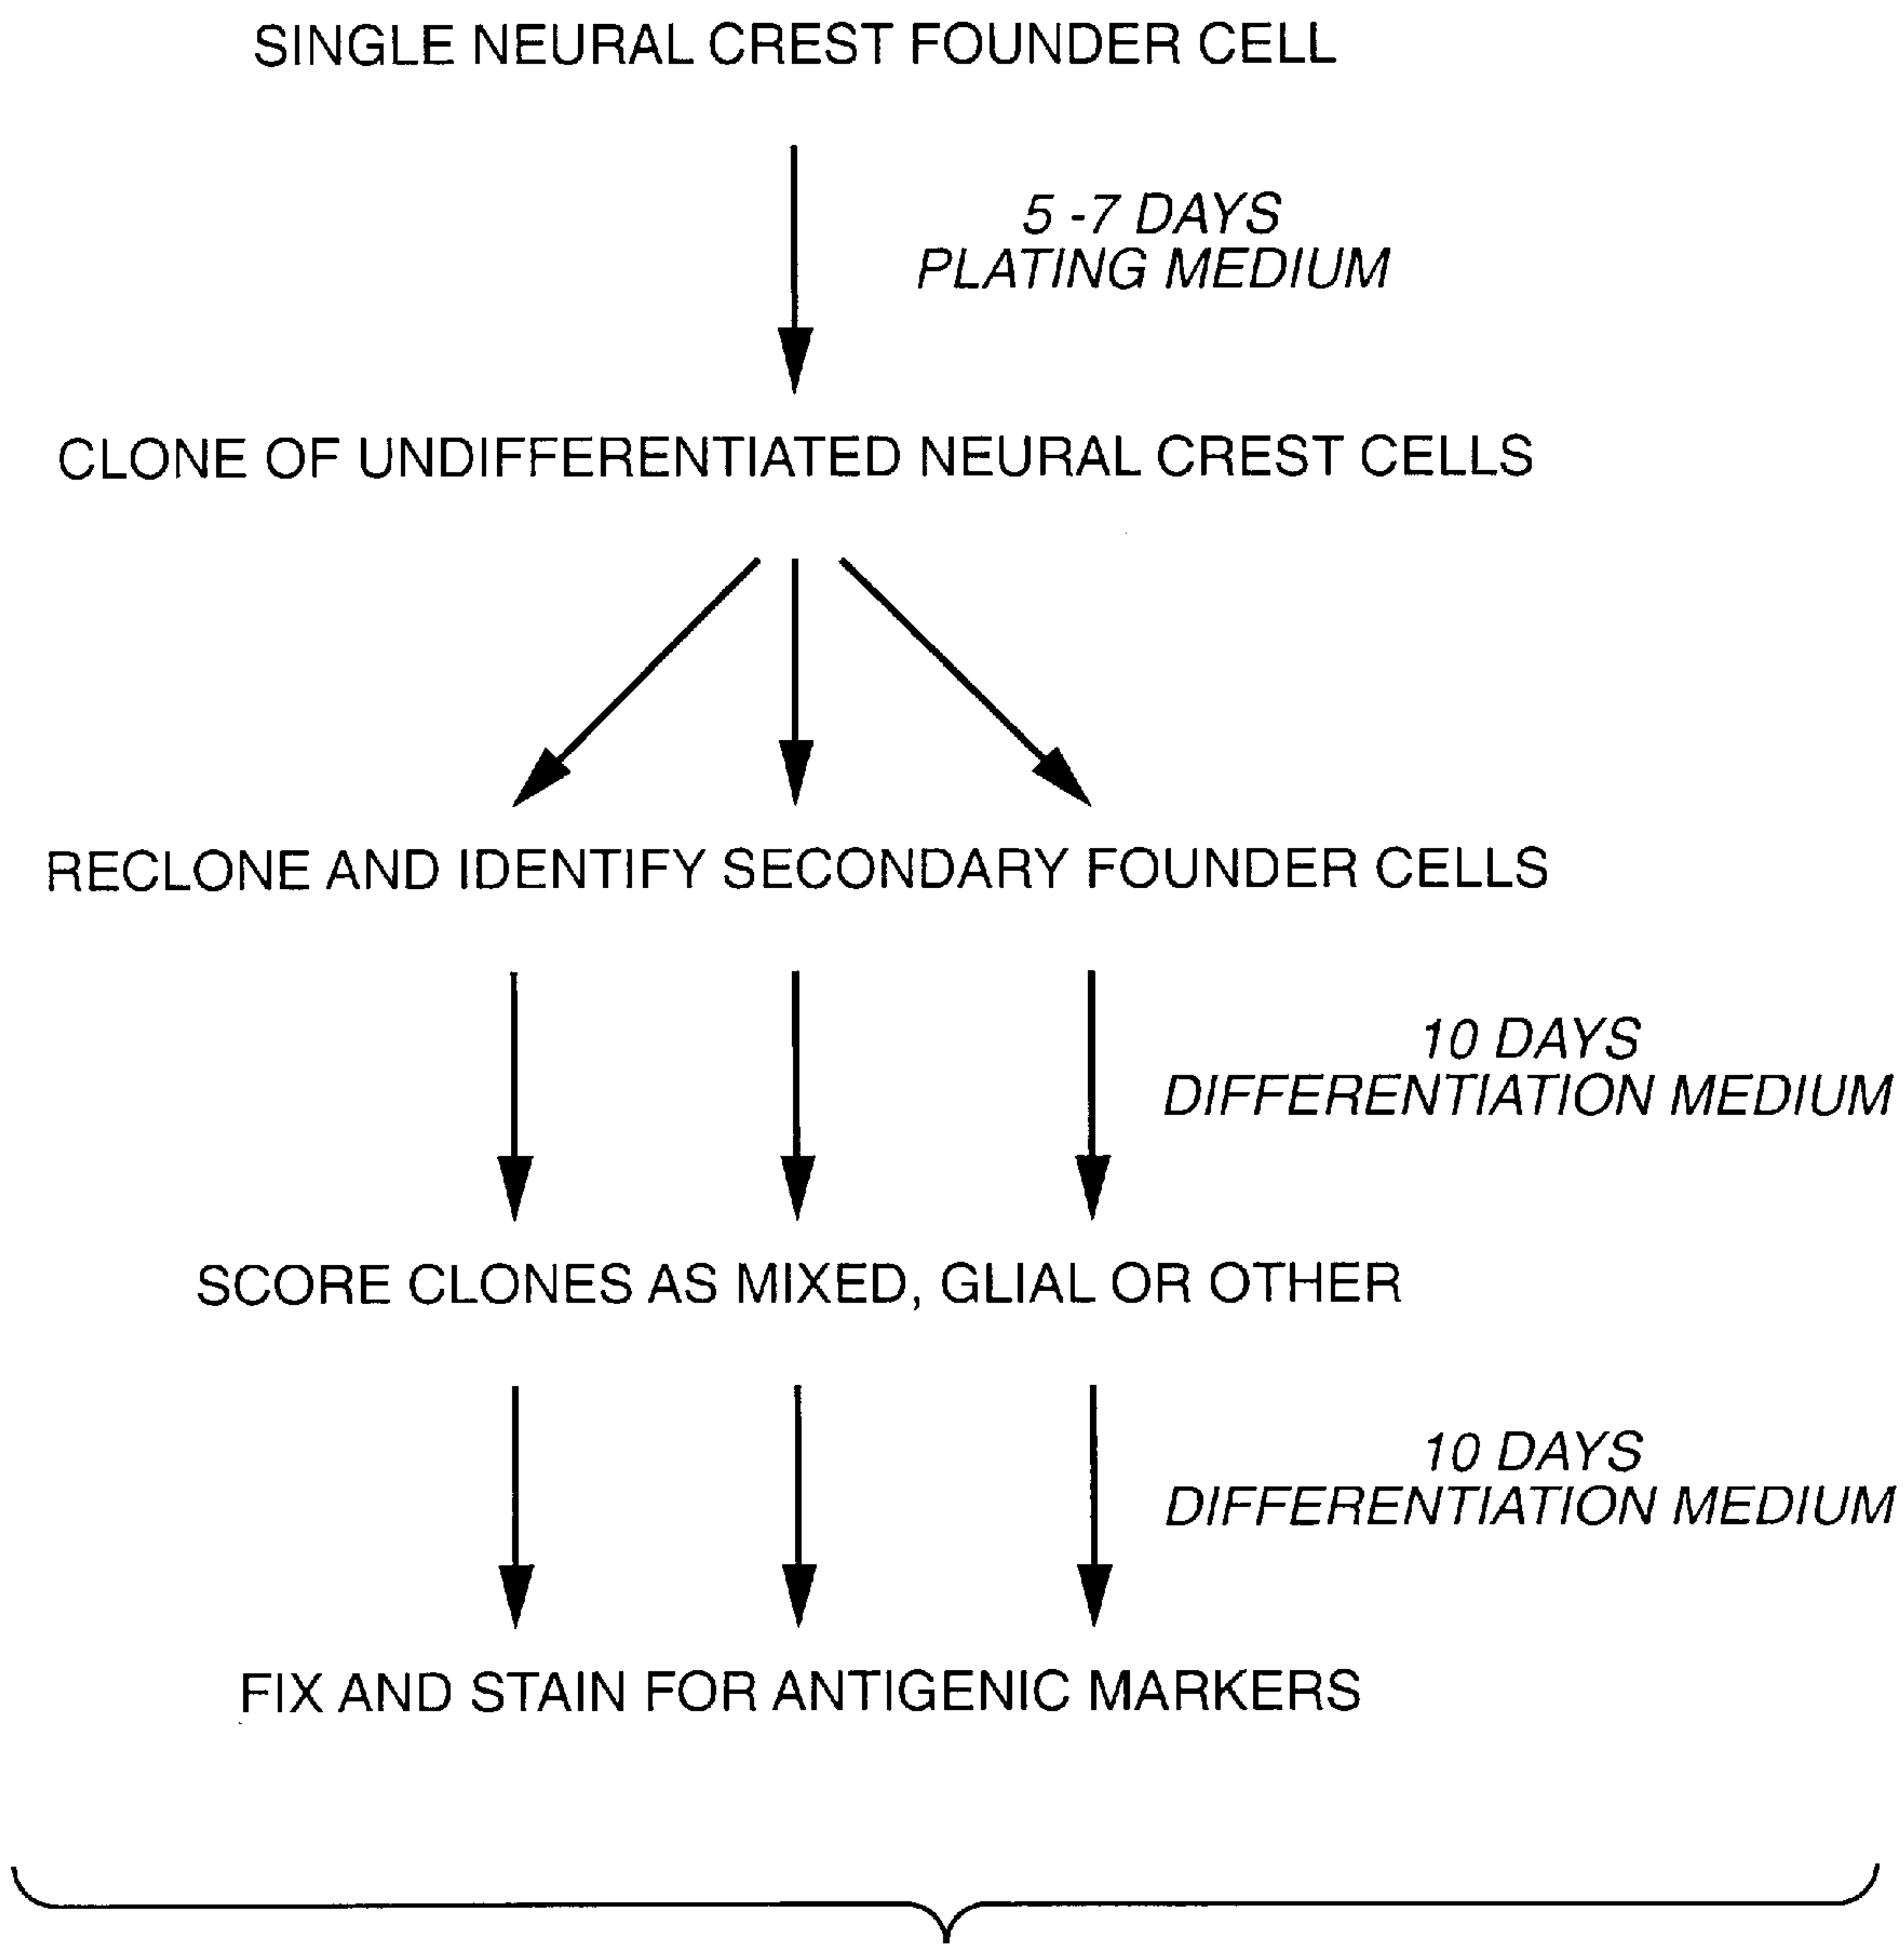 SINGLE NEURAL CREST FOUNDER CELL
5 -7 DAYS
PLATING MEDIUM
CLONE OF UNDIFFERENTIATED NEURAL CREST CELLS
RECLONE AND IDENTIFY SECONDARY FOUNDER CELLS
10 DAYS
DIFFERENTIATION MEDIUM
SCORE CLONES AS MIXED, GLIAL OR OTHER
10 DAYS
DIFFERENTIATION MEDIUM
FIX AND STAIN FOR ANTIGENIC MARKERS